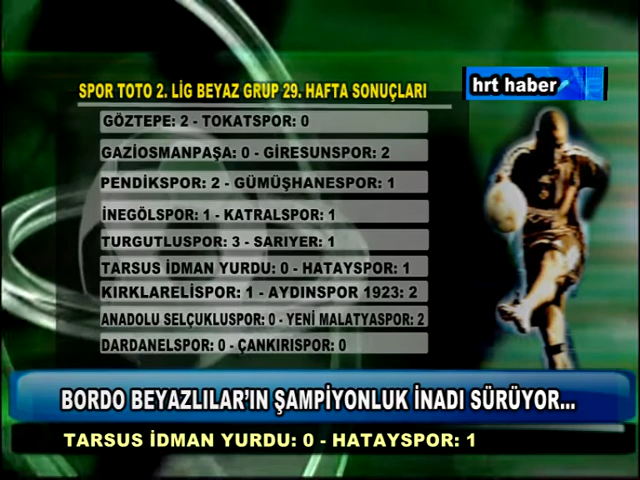 SPOR TOTO 2. LİG BEYAZ GRUP 29. HAFTA SONUÇLARI
hrt haber
GÖZTEPE: 2 - TOKATSPOR: 0
GAZİOSMANPAŞA: 0 - GİRESUNSPOR: 2
PENDİKSPOR: 2 - GÜMÜŞHANESPOR: 1
İNEGÖLSPOR: 1 - KATRALSPOR: 1
TURGUTLUSPOR: 3 - SARIYER: 1
TARSUS İDMAN YURDU: 0 - HATAYSPOR: 1
KIRKLARELİSPOR: 1 - AYDINSPOR 1923: 2
ANADOLU SELÇUKLUSPOR: 0 - YENİ MALATYASPOR: 2
DARDANELSPOR: 0 - ÇANKIRISPOR: 0
BORDO BEYAZLILAR'IN ŞAMPİYONLUK İNADI SÜRÜYOR...
TARSUS İDMAN YURDU: 0 - HATAYSPOR: 1